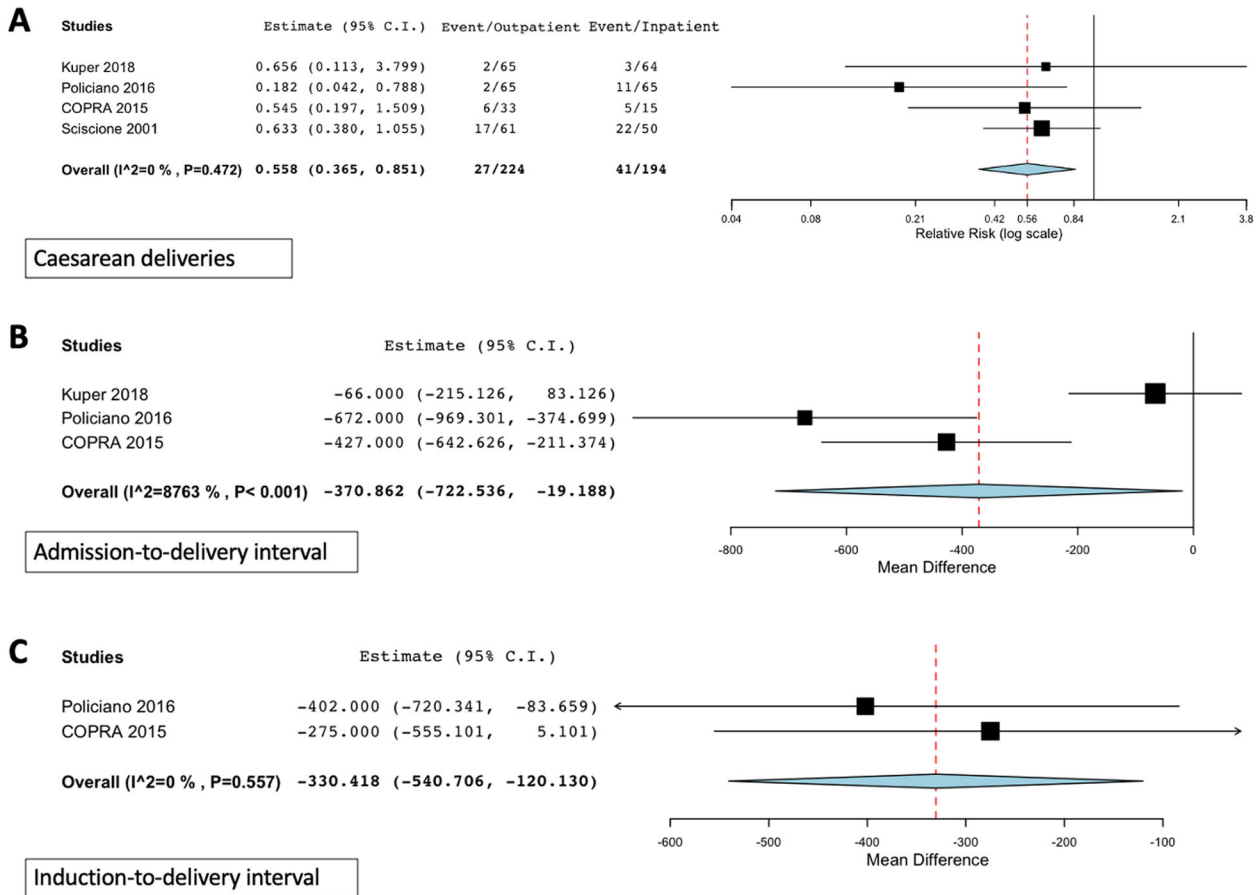 A
Studies Estimate (95% C.I.) Event/Outpatient Event/Inpatient
Kuper 2018 0.656 (0.113, 3.799) 2/65 3/64
Policiano 2016 0.182 (0.042, 0.788) 2/65 11/65
COPRA 2015 0.545 (0.197, 1.509) 6/33 5/15
Sciscione 2001 0.633 (0.380, 1.055) 17/61 22/50
Overall (I^2=0 % , P=0.472) 0.558 (0.365, 0.851) 27/224 41/194
0.04 0.08 0.21 0.42 0.56 0.84 2.1 3.8
Relative Risk (log scale)
Caesarean deliveries
B
Studies Estimate (95% C.I.)
Kuper 2018 -66.000 (-215.126, 83.126)
Policiano 2016 -672.000 (-969.301, -374.699)
COPRA 2015 -427.000 (-642.626, -211.374)
Overall (I^2=8763 % , P< 0.001) -370.862 (-722.536, -19.188)
-800 -600 -400 -200 0
Mean Difference
Admission-to-delivery interval
C
Studies Estimate (95% C.I.)
Policiano 2016 -402.000 (-720.341, -83.659)
COPRA 2015 -275.000 (-555.101, 5.101)
Overall (I^2=0 % , P=0.557) -330.418 (-540.706, -120.130)
-600 -500 -400 -300 -200 -100
Mean Difference
Induction-to-delivery interval